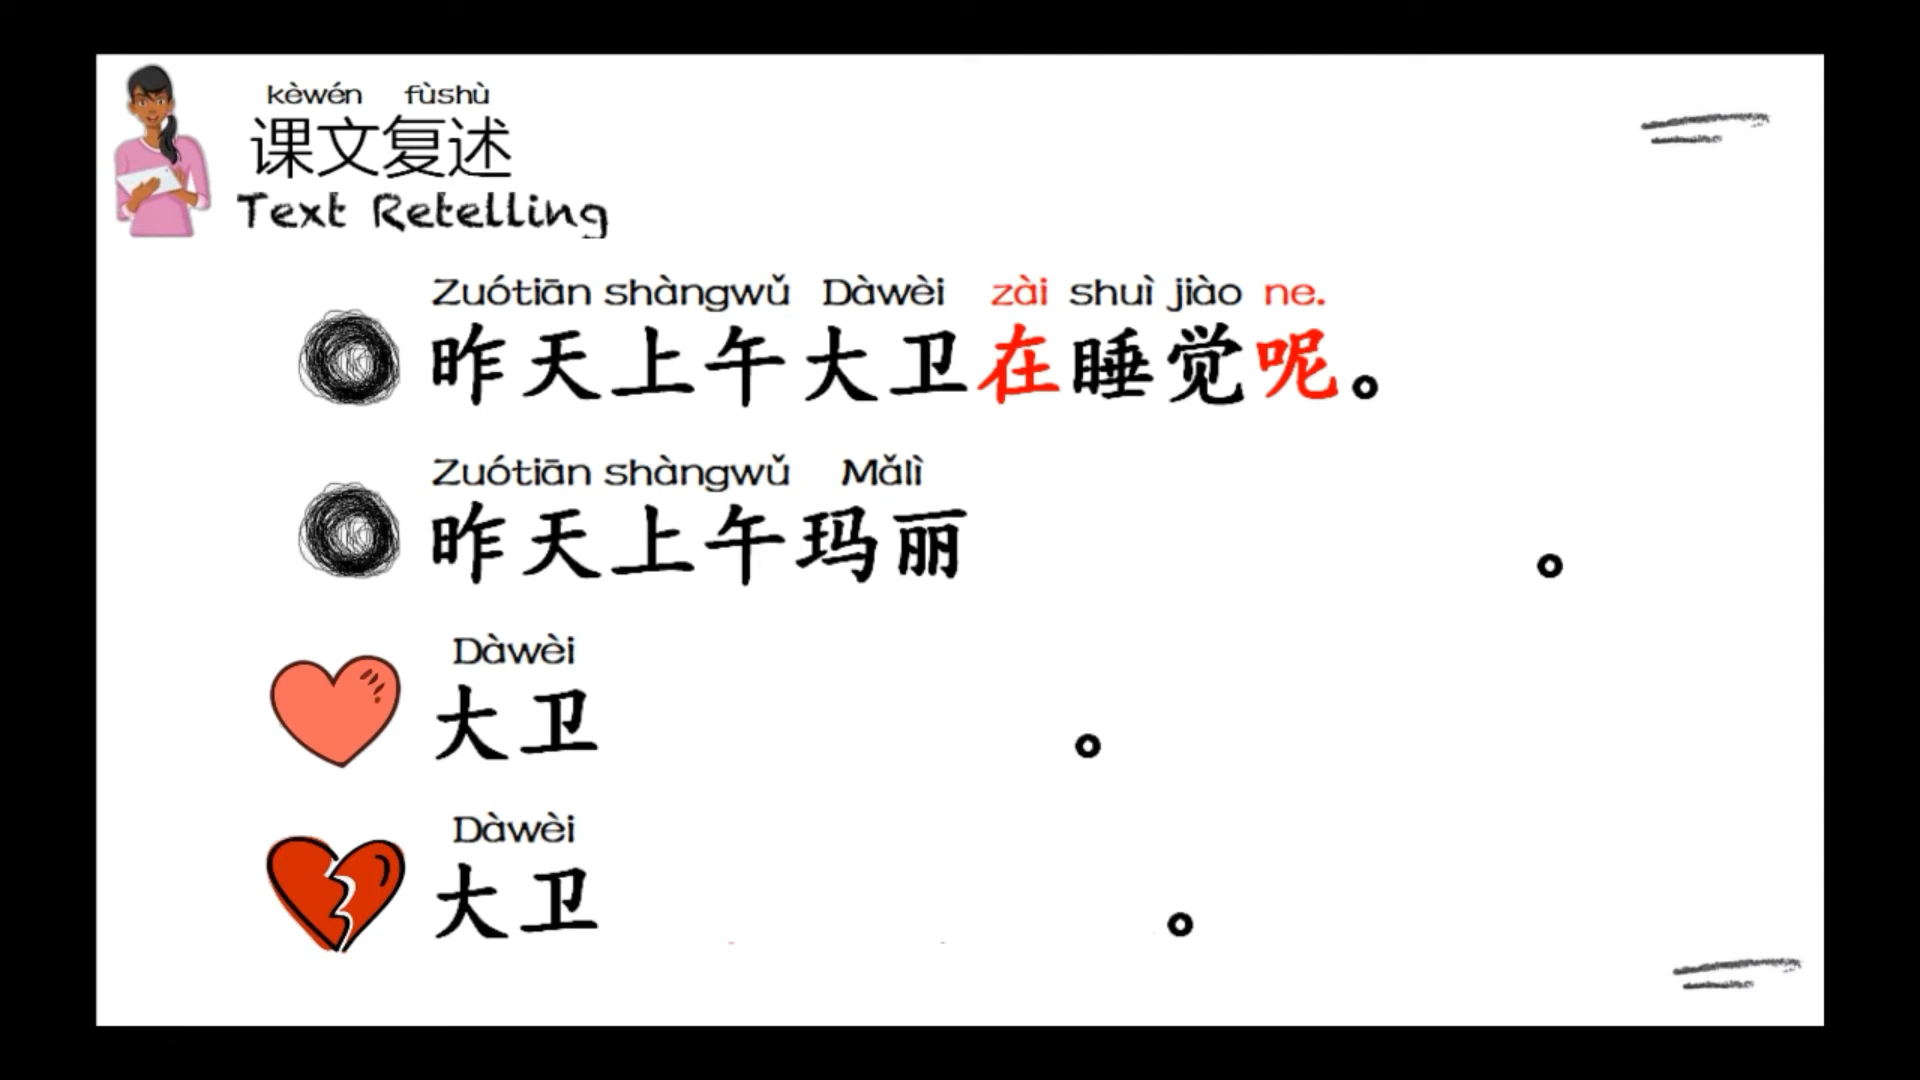 kèwén fùshù
课文复述
Text Retelling
Zuótiān shàngwǔ Dàwèi zài shuì jiào ne.
昨天上午大卫在睡觉呢。
Zuótiān shàngwǔ Mǎlì
昨天上午玛丽 。
Dàwèi
大卫 。
Dàwèi
大卫 。